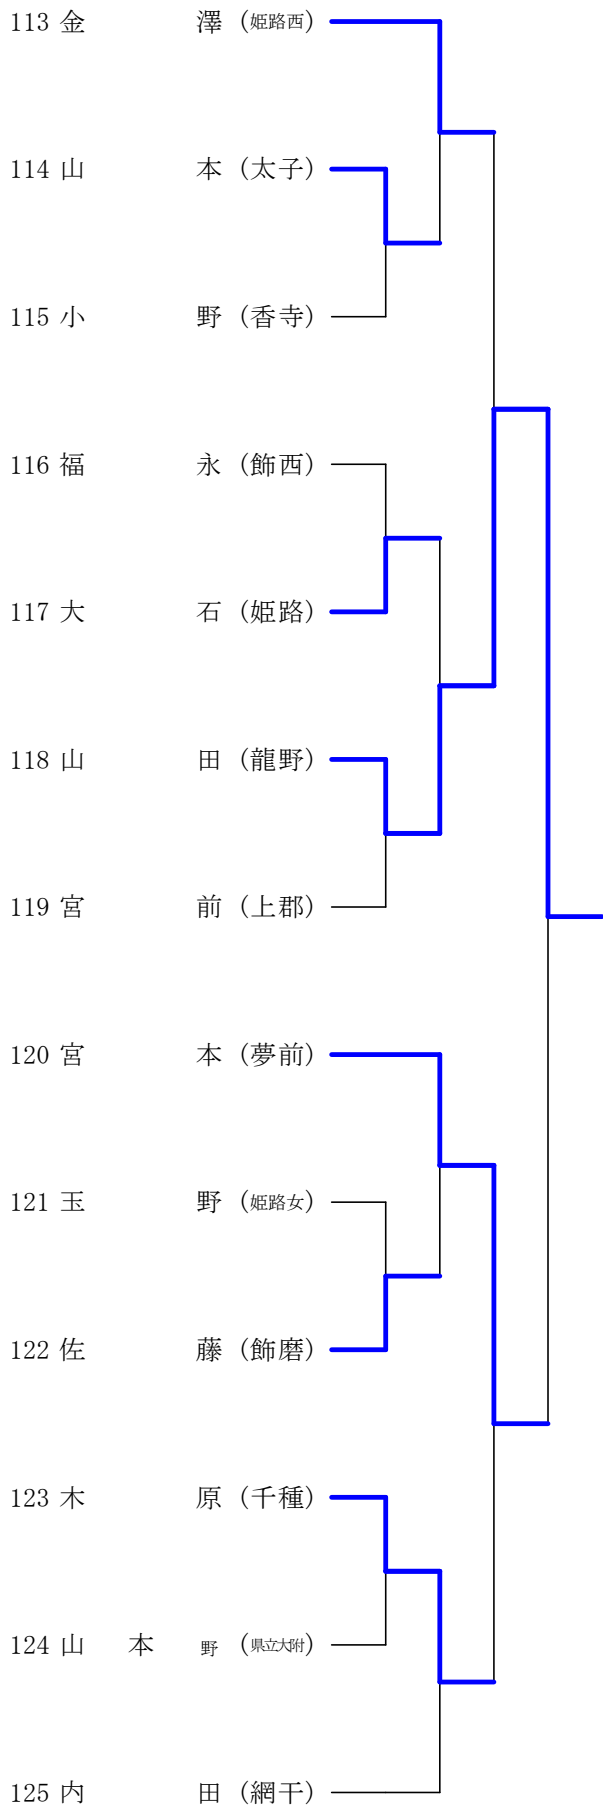 113 金 澤 (姫路西)
114 山 本 (太子)
115 小 野 (香寺)
116 福 永 (飾西)
117 大 石 (姫路)
118 山 田 (龍野)
119 宮 前 (上郡)
120 宮 本 (夢前)
121 玉 野 (姫路女)
122 佐 藤 (飾磨)
123 木 原 (千種)
124 山 本 野 (県立大附)
125 内 田 (網干)